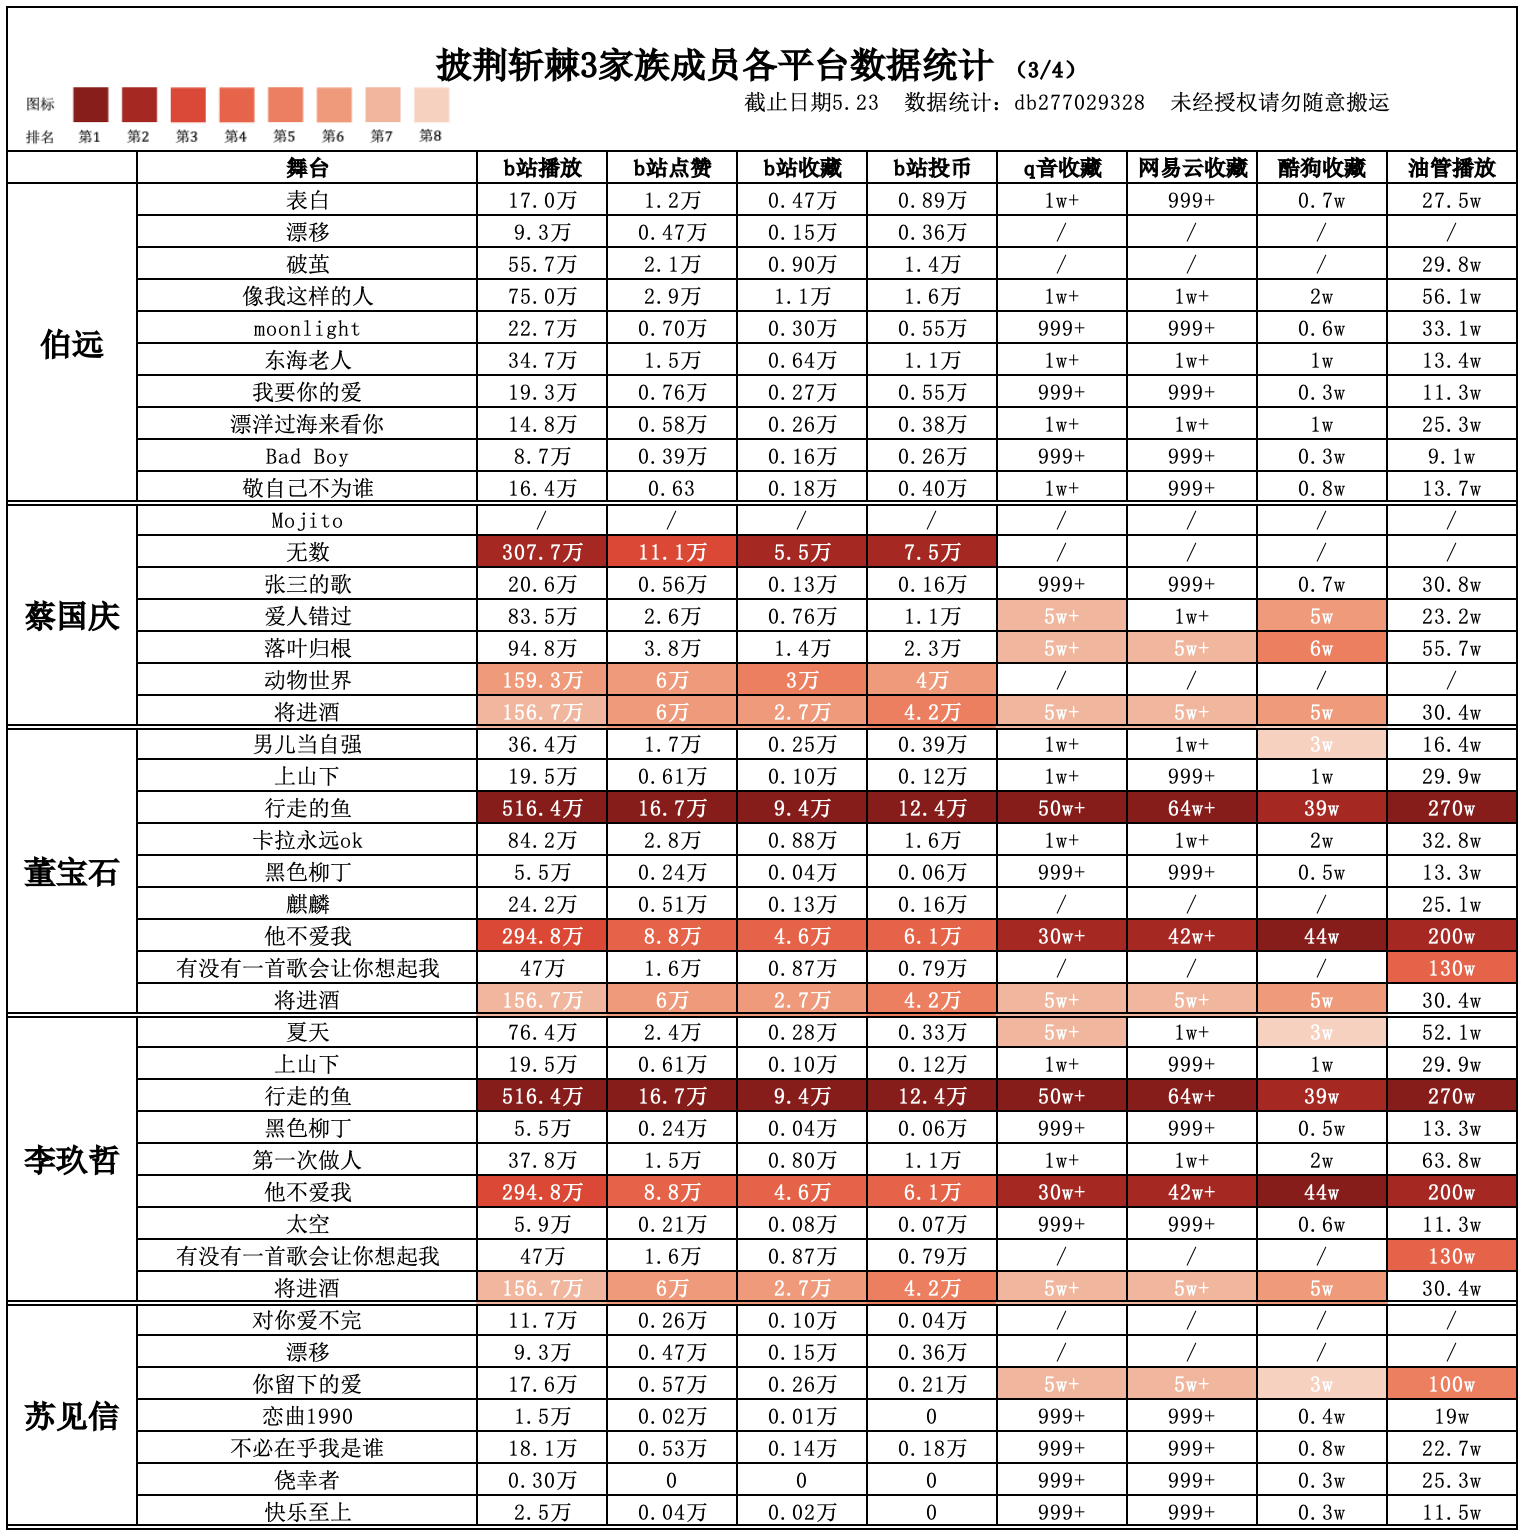 披荆斩棘3家族成员各平台数据统计 （3/4）
图标
截止日期5.23 数据统计：db277029328 未经授权请勿随意搬运
排名 第1 第2 第3 第4 第5 第6 第7 第8
舞台 b站播放 b站点赞 b站收藏 b站投币 q音收藏 网易云收藏 酷狗收藏 油管播放
伯远
表白 17.0万 1.2万 0.47万 0.89万 1w+ 999+ 0.7w 27.5w
漂移 9.3万 0.47万 0.15万 0.36万 / / / /
破茧 55.7万 2.1万 0.90万 1.4万 / / / 29.8w
像我这样的人 75.0万 2.9万 1.1万 1.6万 1w+ 1w+ 2w 56.1w
moonlight 22.7万 0.70万 0.30万 0.55万 999+ 999+ 0.6w 33.1w
东海老人 34.7万 1.5万 0.64万 1.1万 1w+ 1w+ 1w 13.4w
我要你的爱 19.3万 0.76万 0.27万 0.55万 999+ 999+ 0.3w 11.3w
漂洋过海来看你 14.8万 0.58万 0.26万 0.38万 1w+ 1w+ 1w 25.3w
Bad Boy 8.7万 0.39万 0.16万 0.26万 999+ 999+ 0.3w 9.1w
敬自己不为谁 16.4万 0.63 0.18万 0.40万 1w+ 999+ 0.8w 13.7w
蔡国庆
Mojito / / / / / / / /
无数 307.7万 11.1万 5.5万 7.5万 / / / /
张三的歌 20.6万 0.56万 0.13万 0.16万 999+ 999+ 0.7w 30.8w
爱人错过 83.5万 2.6万 0.76万 1.1万 5w+ 1w+ 5w 23.2w
落叶归根 94.8万 3.8万 1.4万 2.3万 5w+ 5w+ 6w 55.7w
动物世界 159.3万 6万 3万 4万 / / / /
将进酒 156.7万 6万 2.7万 4.2万 5w+ 5w+ 5w 30.4w
董宝石
男儿当自强 36.4万 1.7万 0.25万 0.39万 1w+ 1w+ 3w 16.4w
上山下 19.5万 0.61万 0.10万 0.12万 1w+ 999+ 1w 29.9w
行走的鱼 516.4万 16.7万 9.4万 12.4万 50w+ 64w+ 39w 270w
卡拉永远ok 84.2万 2.8万 0.88万 1.6万 1w+ 1w+ 2w 32.8w
黑色柳丁 5.5万 0.24万 0.04万 0.06万 999+ 999+ 0.5w 13.3w
麒麟 24.2万 0.51万 0.13万 0.16万 / / / 25.1w
他不爱我 294.8万 8.8万 4.6万 6.1万 30w+ 42w+ 44w 200w
有没有一首歌会让你想起我 47万 1.6万 0.87万 0.79万 / / / 130w
将进酒 156.7万 6万 2.7万 4.2万 5w+ 5w+ 5w 30.4w
李玖哲
夏天 76.4万 2.4万 0.28万 0.33万 5w+ 1w+ 3w 52.1w
上山下 19.5万 0.61万 0.10万 0.12万 1w+ 999+ 1w 29.9w
行走的鱼 516.4万 16.7万 9.4万 12.4万 50w+ 64w+ 39w 270w
黑色柳丁 5.5万 0.24万 0.04万 0.06万 999+ 999+ 0.5w 13.3w
第一次做人 37.8万 1.5万 0.80万 1.1万 1w+ 1w+ 2w 63.8w
他不爱我 294.8万 8.8万 4.6万 6.1万 30w+ 42w+ 44w 200w
太空 5.9万 0.21万 0.08万 0.07万 999+ 999+ 0.6w 11.3w
有没有一首歌会让你想起我 47万 1.6万 0.87万 0.79万 / / / 130w
将进酒 156.7万 6万 2.7万 4.2万 5w+ 5w+ 5w 30.4w
苏见信
对你爱不完 11.7万 0.26万 0.10万 0.04万 / / / /
漂移 9.3万 0.47万 0.15万 0.36万 / / / /
你留下的爱 17.6万 0.57万 0.26万 0.21万 5w+ 5w+ 3w 100w
恋曲1990 1.5万 0.02万 0.01万 0 999+ 999+ 0.4w 19w
不必在乎我是谁 18.1万 0.53万 0.14万 0.18万 999+ 999+ 0.8w 22.7w
侥幸者 0.30万 0 0 0 999+ 999+ 0.3w 25.3w
快乐至上 2.5万 0.04万 0.02万 0 999+ 999+ 0.3w 11.5w